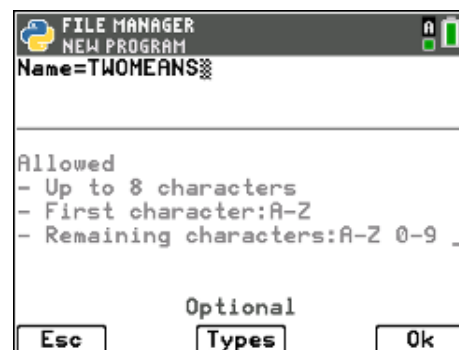 FILE MANAGER
NEW PROGRAM
A
Name=TWOMEANS
Allowed
- Up to 8 characters
- First character:A-Z
- Remaining characters:A-Z 0-9 _
Optional
Esc Types Ok